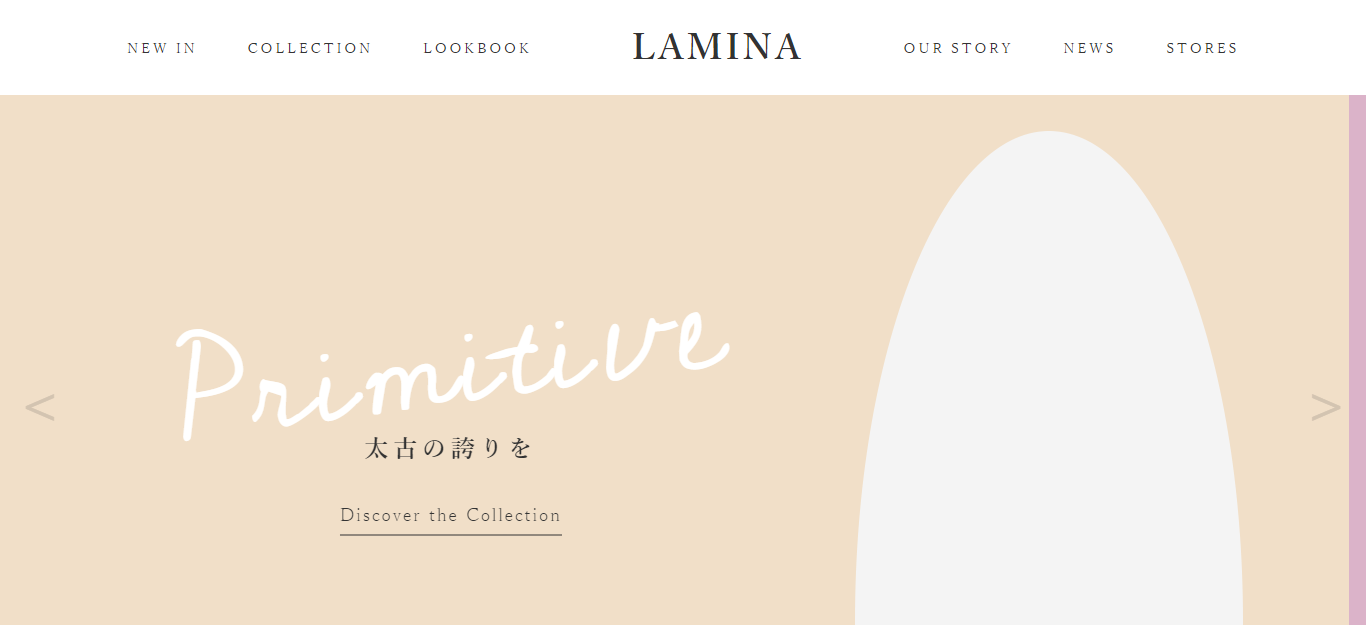 NEW IN COLLECTION LOOKBOOK LAMINA OUR STORY NEWS STORES
Primitive
太古の誇りを
< >
Discover the Collection